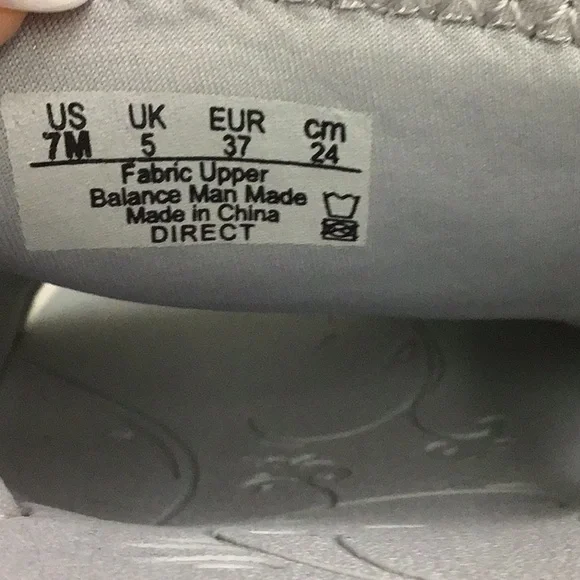 US UK EUR cm
7M 5 37 24
Fabric Upper
Balance Man Made
Made in China
DIRECT